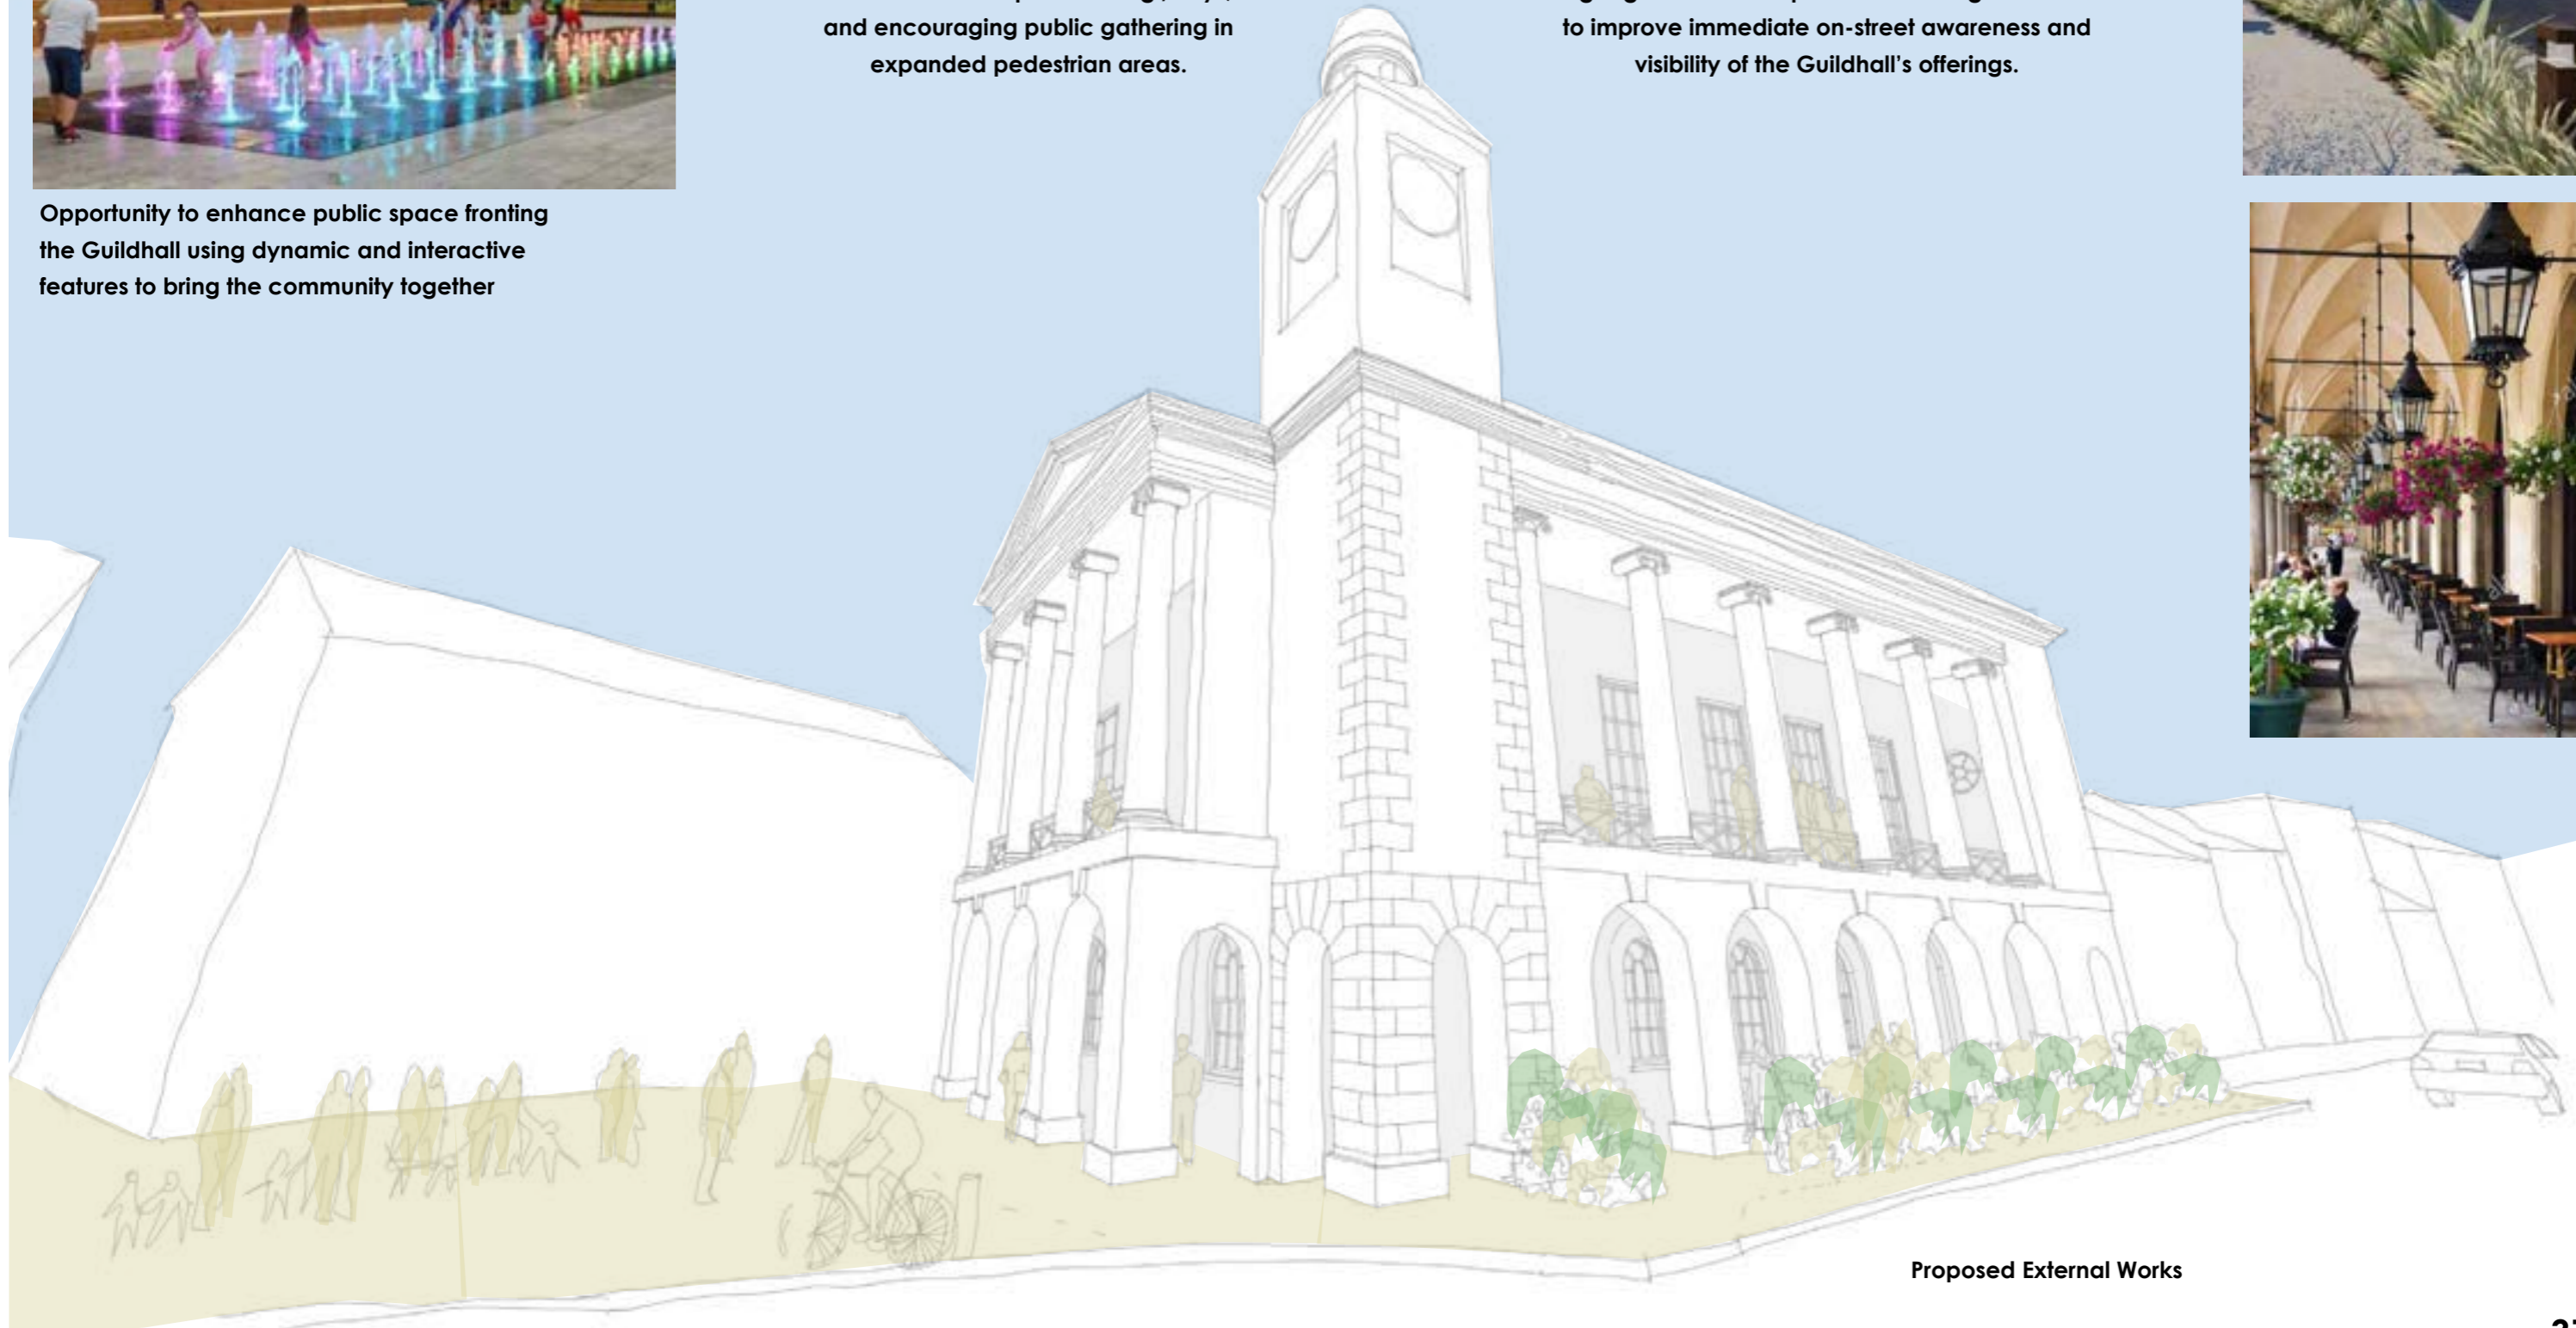 and encouraging public gathering in
expanded pedestrian areas.
to improve immediate on-street awareness and
visibility of the Guildhall's offerings.
Opportunity to enhance public space fronting
the Guildhall using dynamic and interactive
features to bring the community together
Proposed External Works